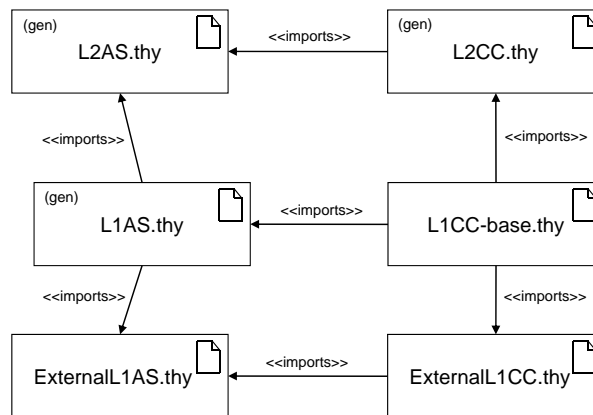 (gen)
L2AS.thy
<<imports>>
(gen)
L2CC.thy
<<imports>>
<<imports>>
(gen)
L1AS.thy
<<imports>>
L1CC-base.thy
<<imports>>
<<imports>>
ExternalL1AS.thy
<<imports>>
ExternalL1CC.thy